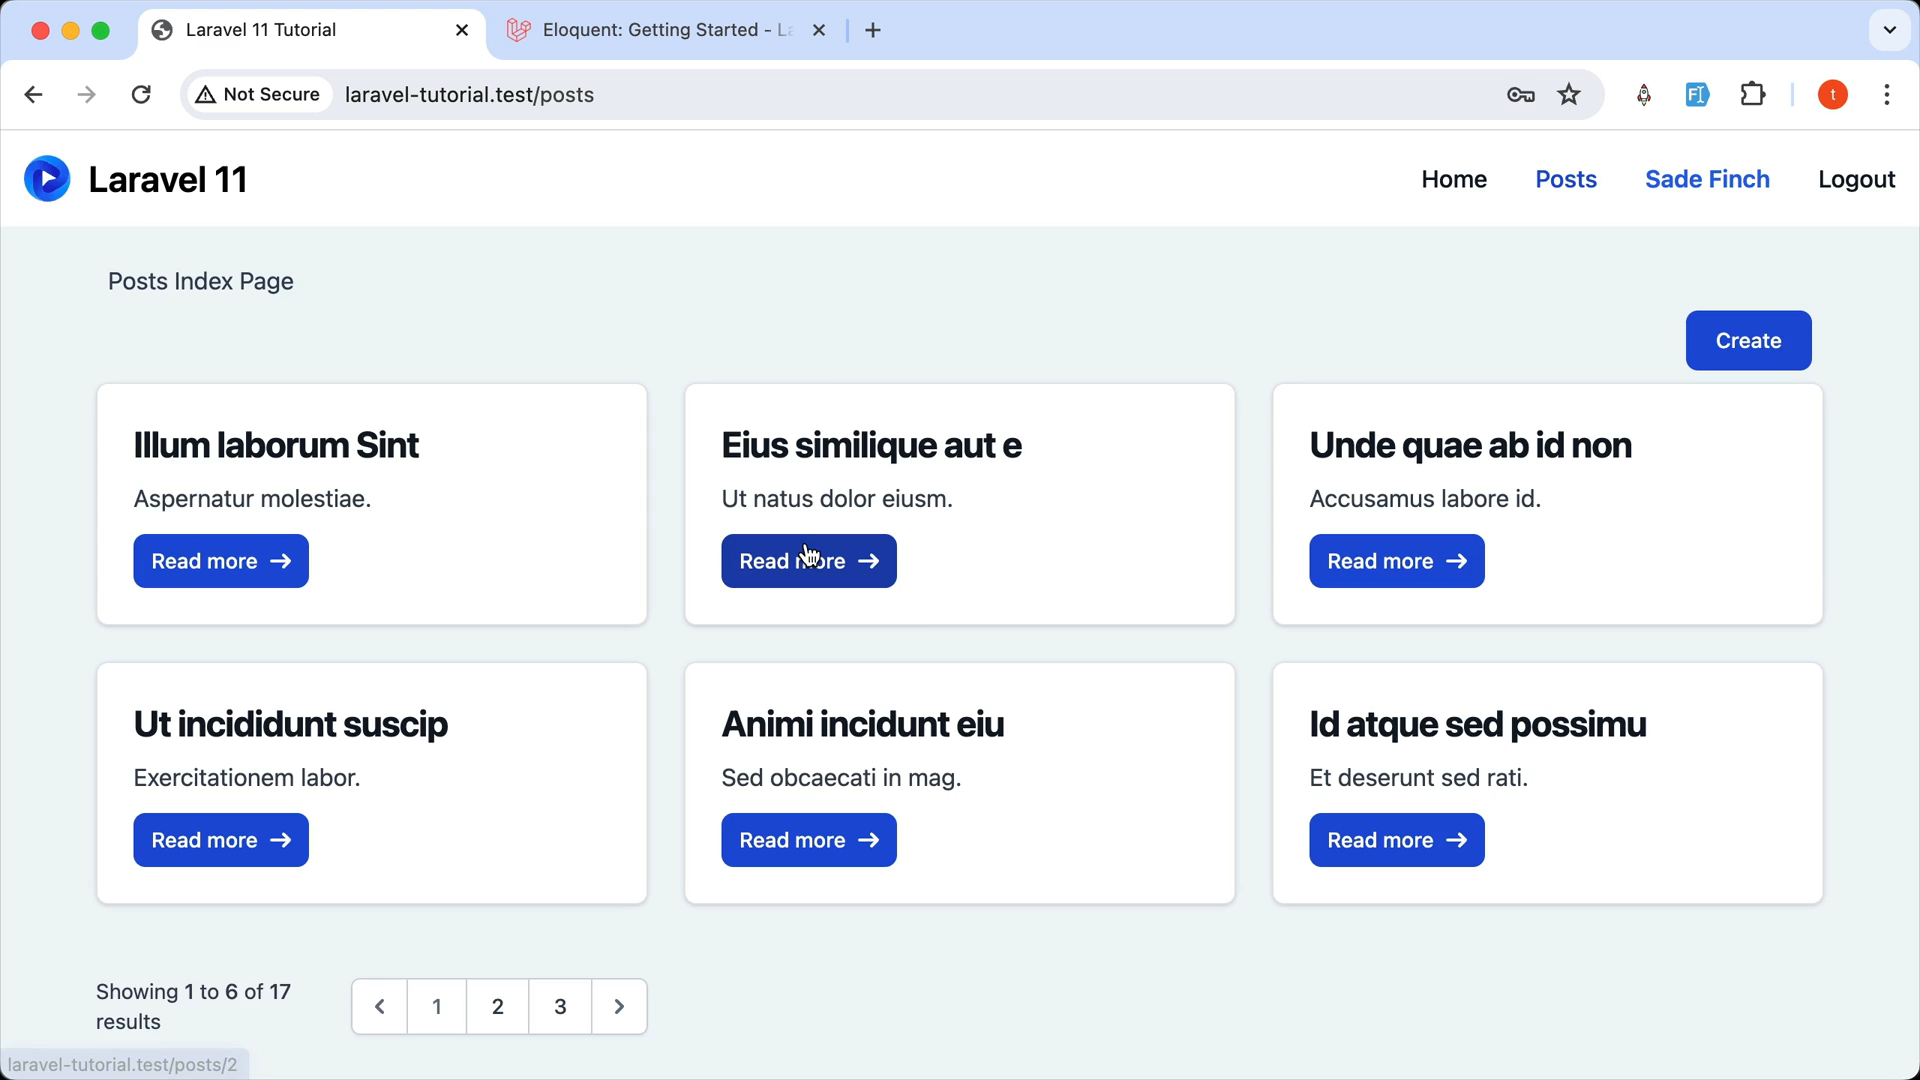 Laravel 11 Tutorial
Eloquent: Getting Started - La
Not Secure
laravel-tutorial.test/posts
FI
t
Laravel 11
Home
Posts
Sade Finch
Logout
Posts Index Page
Create
Illum laborum Sint
Aspernatur molestiae.
Read more →
Eius similique aut e
Ut natus dolor eiusm.
Read more →
Unde quae ab id non
Accusamus labore id.
Read more →
Ut incididunt suscip
Exercitationem labor.
Read more →
Animi incidunt eiu
Sed obcaecati in mag.
Read more →
Id atque sed possimu
Et deserunt sed rati.
Read more →
Showing 1 to 6 of 17
results
1 2 3
laravel-tutorial.test/posts/2